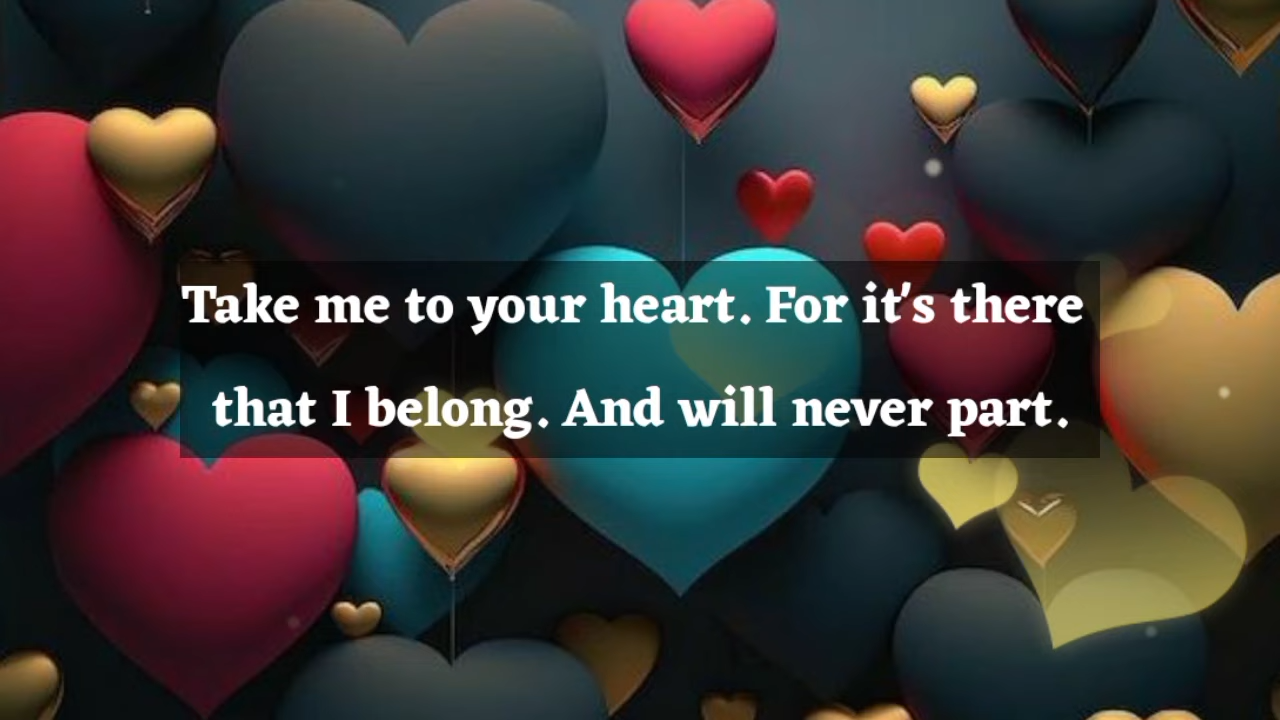 Take me to your heart. For it's there
that I belong. And will never part.